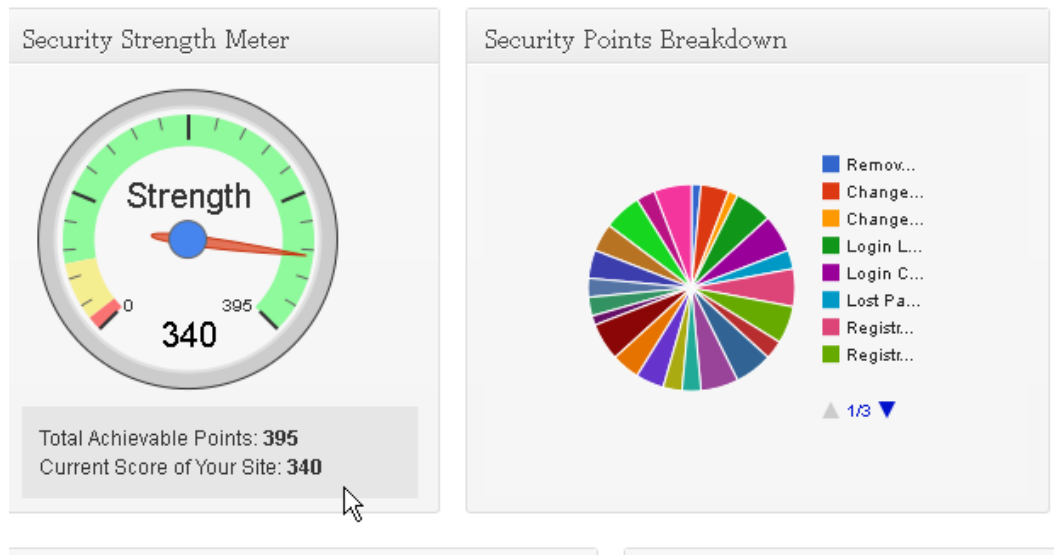 Security Strength Meter
Strength
0
395
340
Total Achievable Points: 395
Current Score of Your Site: 340
Security Points Breakdown
Remov...
Change...
Change...
Login L...
Login C...
Lost Pa...
Registr...
Registr...
1/3